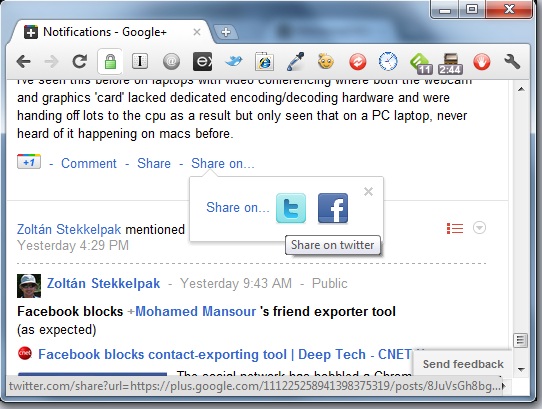 Notifications - Google+
11
2:44
I've seen this before on laptops with video conferencing where both the webcam
and graphics 'card' lacked dedicated encoding/decoding hardware and were
handing off lots to the cpu as a result but only seen that on a PC laptop, never
heard of it happening on macs before.
+1 - Comment - Share - Share on...
Share on...
Share on twitter
Zoltán Stekkelpak mentioned
Yesterday 4:29 PM
Zoltán Stekkelpak - Yesterday 9:43 AM - Public
Facebook blocks +Mohamed Mansour 's friend exporter tool
(as expected)
cnet Facebook blocks contact-exporting tool | Deep Tech - CNET
Send feedback
The social network has hobbled a Chrome
twitter.com/share?url=https://plus.google.com/111225258941398375319/posts/8JuVsGh8bg...